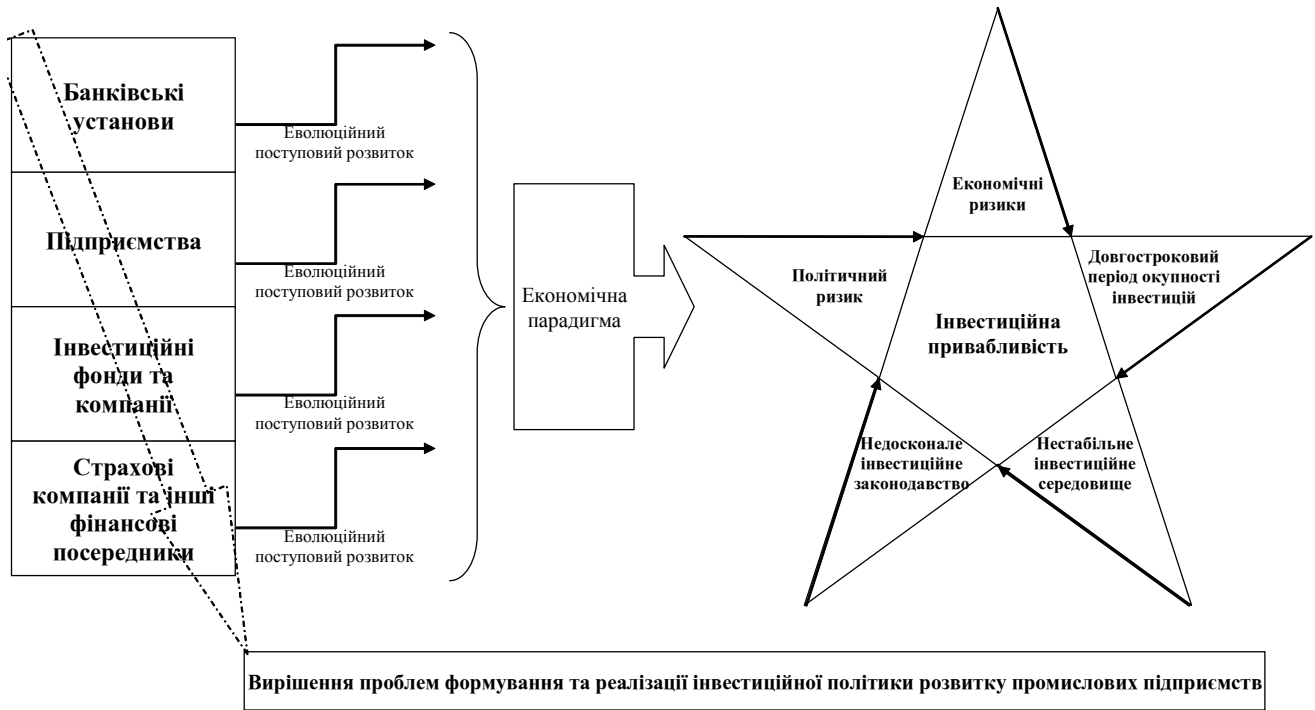 Банківські
установи
Еволюційний
поступовий розвиток
Підприємства
Еволюційний
поступовий розвиток
Інвестиційні
фонди та
компанії
Еволюційний
поступовий розвиток
Страхові
компанії та інші
фінансові
посередники
Еволюційний
поступовий розвиток
Економічна
парадигма
Економічні
ризики
Політичний
ризик
Довгостроковий
період окупності
інвестицій
Інвестиційна
привабливість
Недосконале
інвестиційне
законодавство
Нестабільне
інвестиційне
середовище
Вирішення проблем формування та реалізації інвестиційної політики розвитку промислових підприємств